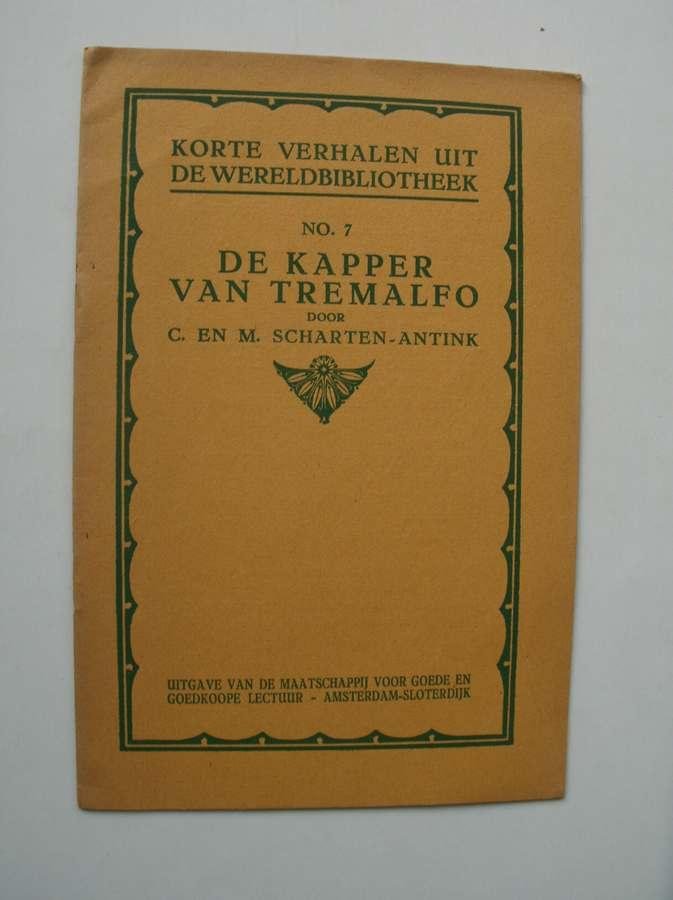 KORTE VERHALEN UIT
DE WERELDBIBLIOTHEEK
NO. 7
DE KAPPER
VAN TREMALFO
DOOR
C. EN M. SCHARTEN-ANTINK
UITGAVE VAN DE MAATSCHAPPIJ VOOR GOEDE EN
GOEDKOOPE LECTUUR - AMSTERDAM-SLOTERDIJK